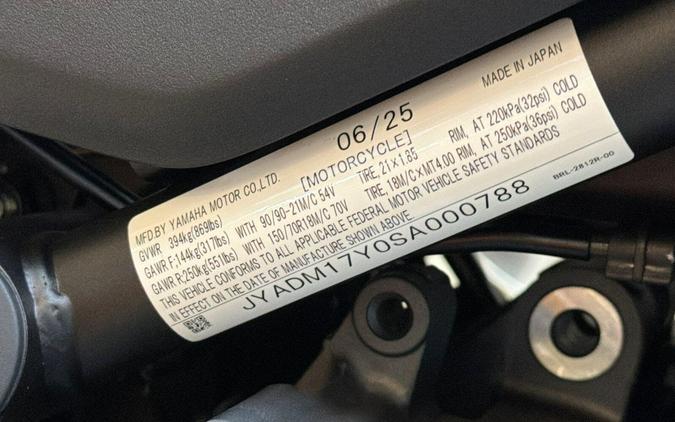 06/25
MFD.BY YAMAHA MOTOR CO.,LTD. [MOTORCYCLE] MADE IN JAPAN
GVWR 394kg(869lbs)
GAWR F:144kg(317lbs) WITH 90/90-21M/C 54V TIRE, 21×1.85 RIM, AT 220kPa(32psi) COLD
GAWR R:250kg(551lbs) WITH 150/70R18M/C 70V TIRE, 18M/C×MT4.00 RIM, AT 250kPa(36psi) COLD
THIS VEHICLE CONFORMS TO ALL APPLICABLE FEDERAL MOTOR VEHICLE SAFETY STANDARDS
IN EFFECT ON THE DATE OF MANUFACTURE SHOWN ABOVE
JYADM17Y0SA000788
BRL-2812R-00